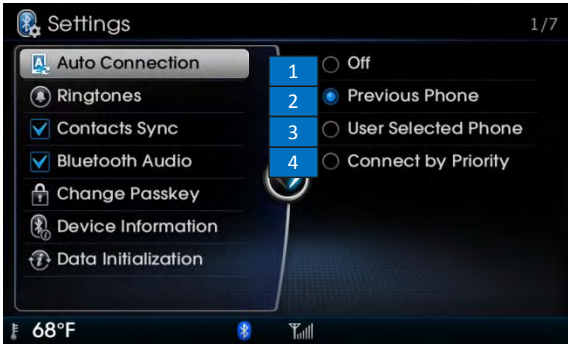 Settings 1/7
Auto Connection
Ringtones
Contacts Sync
Bluetooth Audio
Change Passkey
Device Information
Data Initialization
1 Off
2 Previous Phone
3 User Selected Phone
4 Connect by Priority
68°F